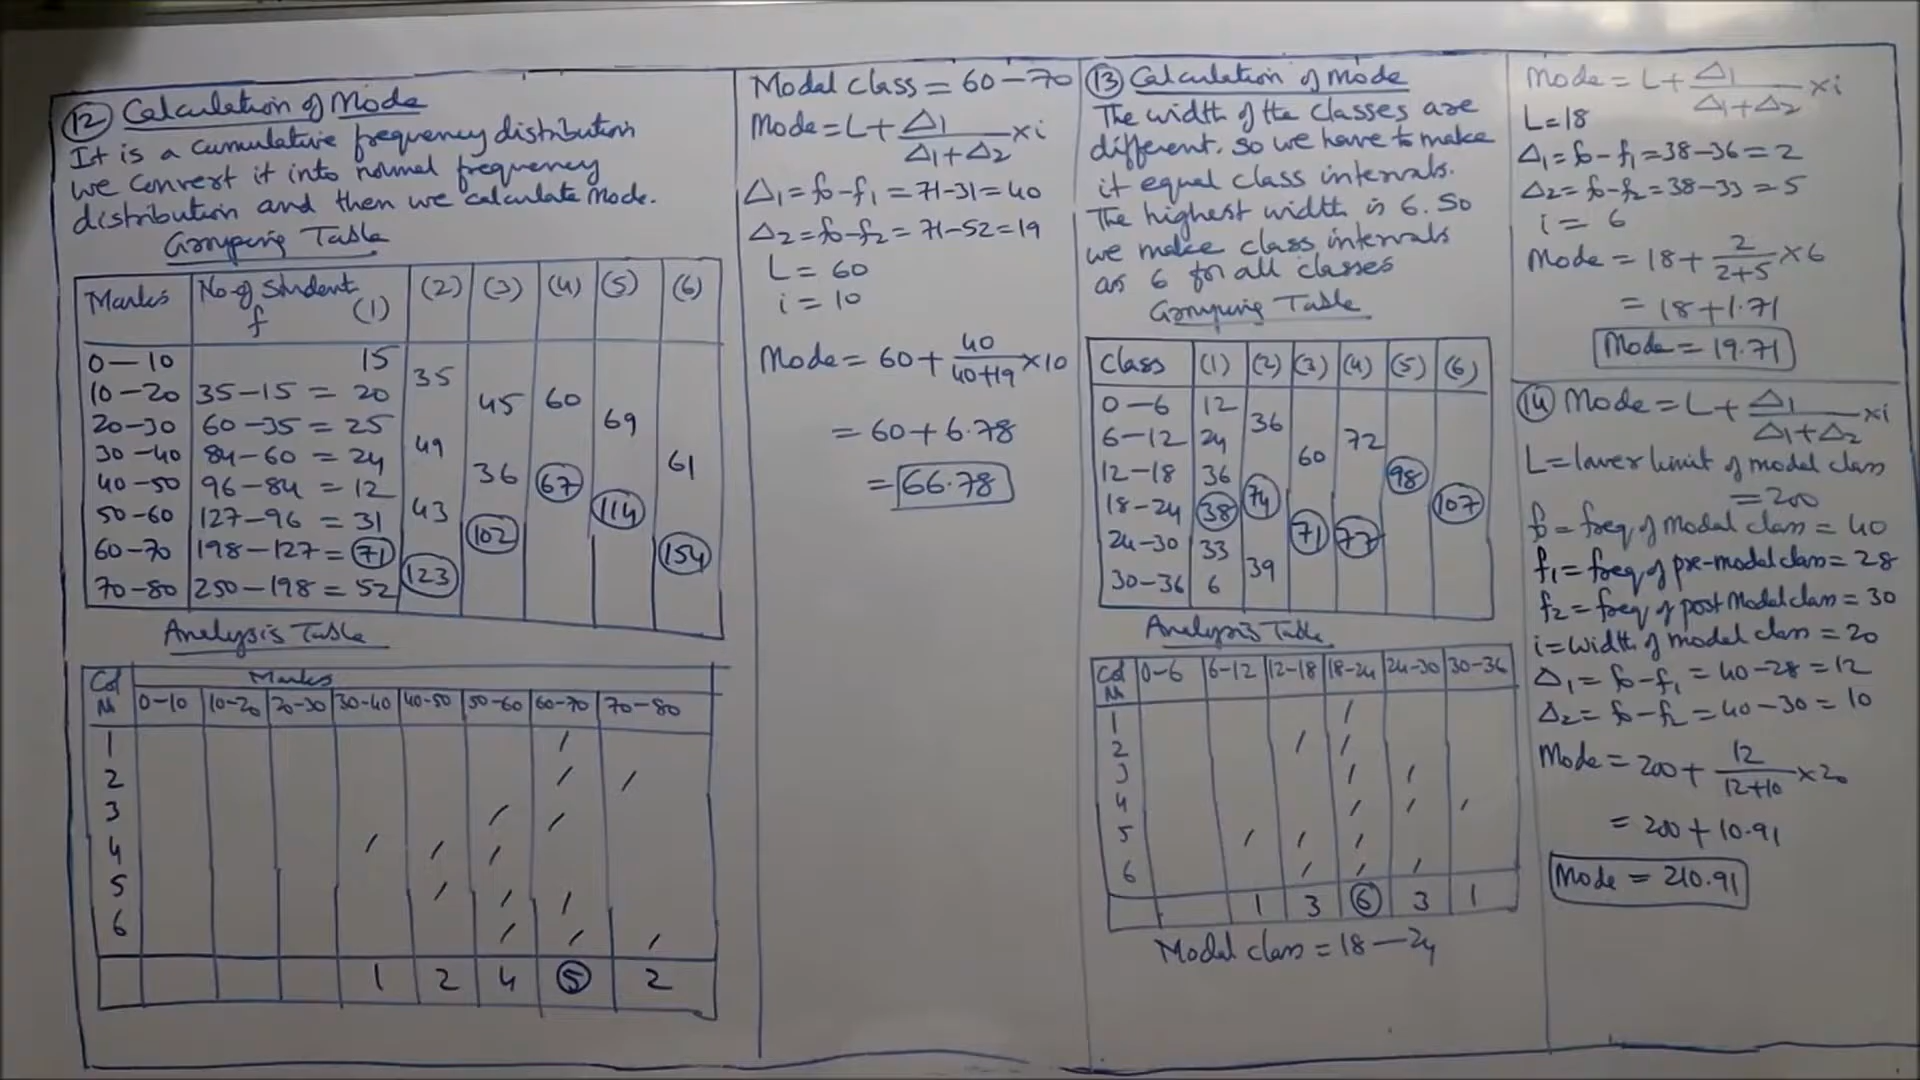 (12) Calculation of Mode
It is a cumulative frequency distribution
we convert it into normal frequency
distribution and then we calculate Mode.
Grouping Table
Marks No. of Student f (1) (2) (3) (4) (5) (6)
0—10 15
35
10—20 35—15 = 20
45 60
20—30 60—35 = 25
69
30—40 84—60 = 24
49
61
40—50 96—84 = 12
36 67
50—60 127—96 = 31
43 114
102
60—70 198—127 = 71
154
123
70—80 250—198 = 52
Analysis Table
Col N Marks
0—10 10—20 20—30 30—40 40—50 50—60 60—70 70—80
1 /
2 / /
3 / /
4 / / /
5 / / /
6 / / /
1 2 4 5 2
Modal class = 60—70
Mode = L + Δ1/Δ1+Δ2 × i
Δ1 = f0 — f1 = 71—31 = 40
Δ2 = f0 — f2 = 71—52 = 19
L = 60
i = 10
Mode = 60 + 40/40+19 × 10
= 60 + 6.78
= 66.78
(13) Calculation of Mode
The width of the classes are
different. so we have to make
it equal class intervals.
The highest width is 6. So
we make class intervals
as 6 for all classes
Grouping Table
Class (1) (2) (3) (4) (5) (6)
0—6 12
36
6—12 24
60 72
12—18 36
98
18—24 38
74 107
71 77
24—30 33
39
30—36 6
Analysis Table
Col N 0—6 6—12 12—18 18—24 24—30 30—36
1 /
2 / /
3 / /
4 / / /
5 / / /
6 / / /
1 3 6 3 1
Modal class = 18—24
Mode = L + Δ1/Δ1+Δ2 × i
L = 18
Δ1 = f0 — f1 = 38—36 = 2
Δ2 = f0 — f2 = 38—33 = 5
i = 6
Mode = 18 + 2/2+5 × 6
= 18 + 1.71
Mode = 19.71
(14) Mode = L + Δ1/Δ1+Δ2 × i
L = lower limit of modal class
= 200
f0 = freq of modal class = 40
f1 = freq of pre-modal class = 28
f2 = freq of post Modal class = 30
i = width of modal class = 20
Δ1 = f0 — f1 = 40—28 = 12
Δ2 = f0 — f2 = 40—30 = 10
Mode = 200 + 12/12+10 × 20
= 200 + 10.91
Mode = 210.91